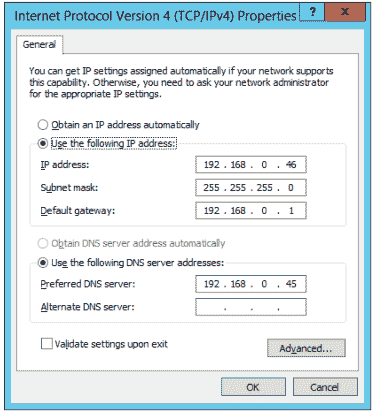 Internet Protocol Version 4 (TCP/IPv4) Properties ? x
General
You can get IP settings assigned automatically if your network supports
this capability. Otherwise, you need to ask your network administrator
for the appropriate IP settings.
Obtain an IP address automatically
Use the following IP address:
IP address: 192 . 168 . 0 . 46
Subnet mask: 255 . 255 . 255 . 0
Default gateway: 192 . 168 . 0 . 1
Obtain DNS server address automatically
Use the following DNS server addresses:
Preferred DNS server: 192 . 168 . 0 . 45
Alternate DNS server: . . .
Validate settings upon exit
Advanced...
OK Cancel